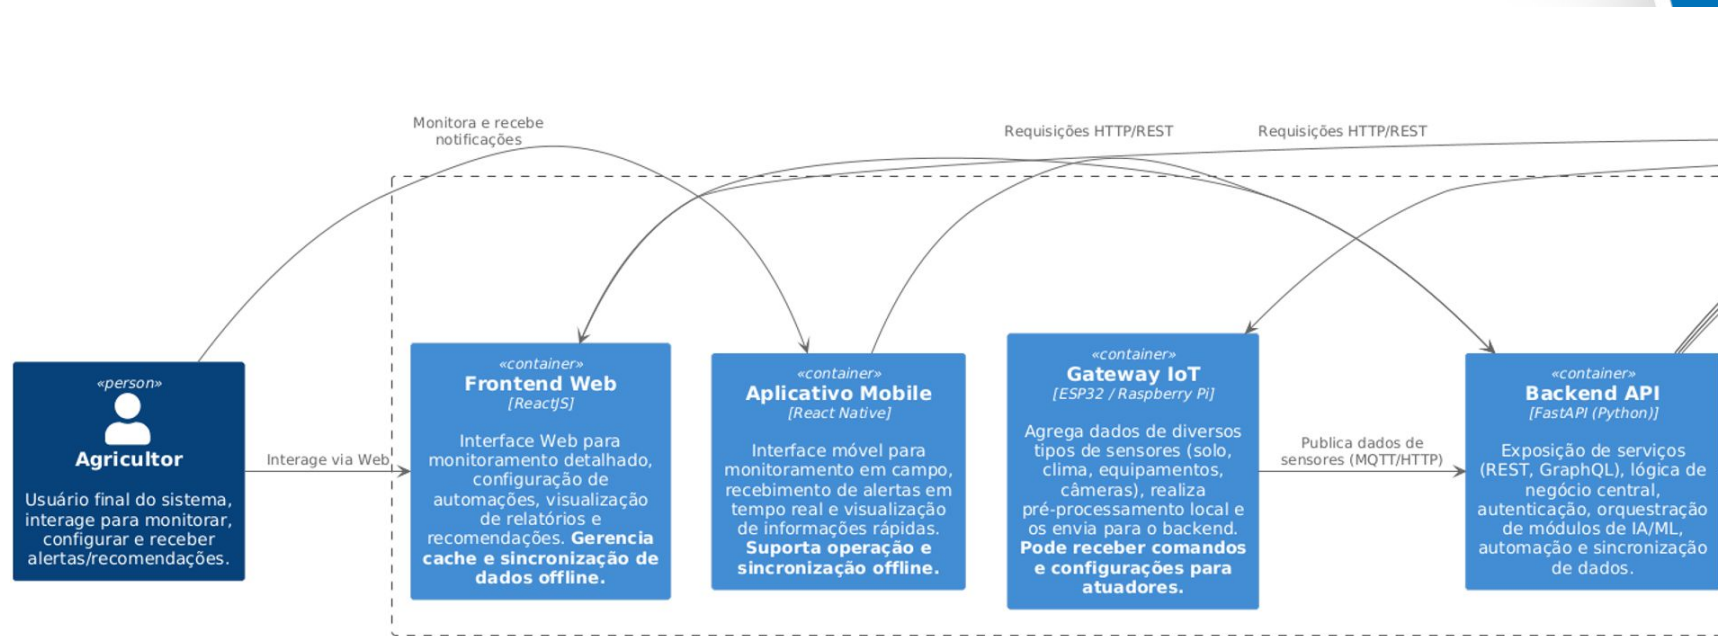 Monitora e recebe
notificações
Requisições HTTP/REST
Requisições HTTP/REST
«person»
Agricultor
Usuário final do sistema,
interage para monitorar,
configurar e receber
alertas/recomendações.
Interage via Web
«container»
Frontend Web
[ReactJS]
Interface Web para
monitoramento detalhado,
configuração de
automações, visualização
de relatórios e
recomendações. Gerencia
cache e sincronização de
dados offline.
«container»
Aplicativo Mobile
[React Native]
Interface móvel para
monitoramento em campo,
recebimento de alertas em
tempo real e visualização
de informações rápidas.
Suporta operação e
sincronização offline.
«container»
Gateway IoT
[ESP32 / Raspberry Pi]
Agrega dados de diversos
tipos de sensores (solo,
clima, equipamentos,
câmeras), realiza
pré-processamento local e
os envia para o backend.
Pode receber comandos
e configurações para
atuadores.
Publica dados de
sensores (MQTT/HTTP)
«container»
Backend API
[FastAPI (Python)]
Exposição de serviços
(REST, GraphQL), lógica de
negócio central,
autenticação, orquestração
de módulos de IA/ML,
automação e sincronização
de dados.